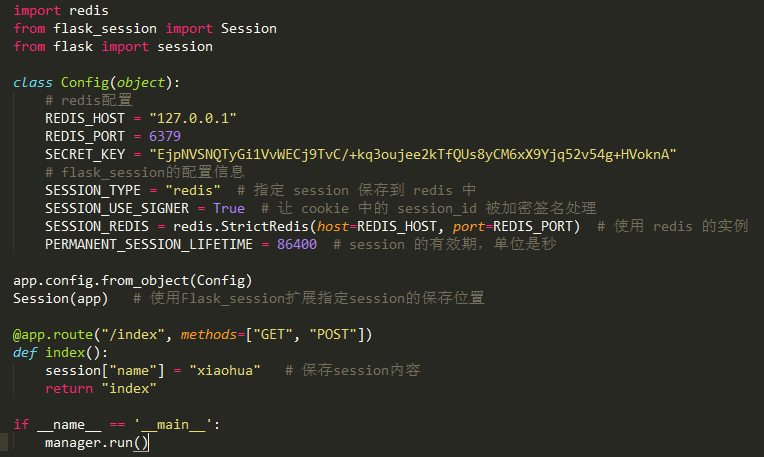 import redis
from flask_session import Session
from flask import session
class Config(object):
# redis配置
REDIS_HOST = "127.0.0.1"
REDIS_PORT = 6379
SECRET_KEY = "EjpNVSNQTyGi1VvWECj9TvC/+kq3oujee2kTfQUs8yCM6xX9Yjq52v54g+HVoknA"
# flask_session的配置信息
SESSION_TYPE = "redis"  # 指定 session 保存到 redis 中
SESSION_USE_SIGNER = True  # 让 cookie 中的 session_id 被加密签名处理
SESSION_REDIS = redis.StrictRedis(host=REDIS_HOST, port=REDIS_PORT)  # 使用 redis 的实例
PERMANENT_SESSION_LIFETIME = 86400  # session 的有效期，单位是秒
app.config.from_object(Config)
Session(app)   # 使用Flask_session扩展指定session的保存位置
@app.route("/index", methods=["GET", "POST"])
def index():
session["name"] = "xiaohua"   # 保存session内容
return "index"
if __name__ == '__main__':
manager.run()